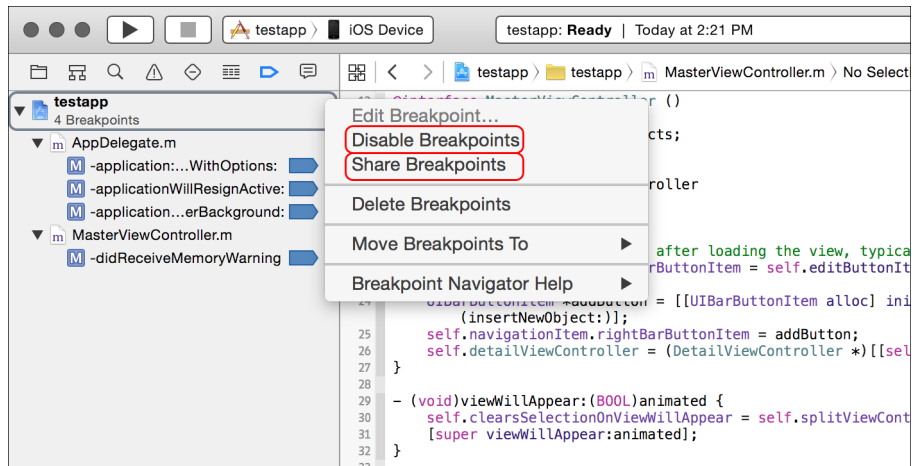 testapp iOS Device testapp: Ready | Today at 2:21 PM
testapp testapp m MasterViewController.m No Selecti
testapp
4 Breakpoints
m AppDelegate.m
M -application:...WithOptions:
M -applicationWillResignActive:
M -application...erBackground:
m MasterViewController.m
M -didReceiveMemoryWarning
Edit Breakpoint...
Disable Breakpoints
Share Breakpoints
Delete Breakpoints
Move Breakpoints To
Breakpoint Navigator Help
@interface MasterViewController ()
cts;
roller
after loading the view, typica
rButtonItem = self.editButtonIt
24 UIBarButtonItem *addButton = [[UIBarButtonItem alloc] ini
(insertNewObject:)];
25 self.navigationItem.rightBarButtonItem = addButton;
26 self.detailViewController = (DetailViewController *)[[sel
27 }
28
29 - (void)viewWillAppear:(BOOL)animated {
30 self.clearsSelectionOnViewWillAppear = self.splitViewCont
31 [super viewWillAppear:animated];
32 }